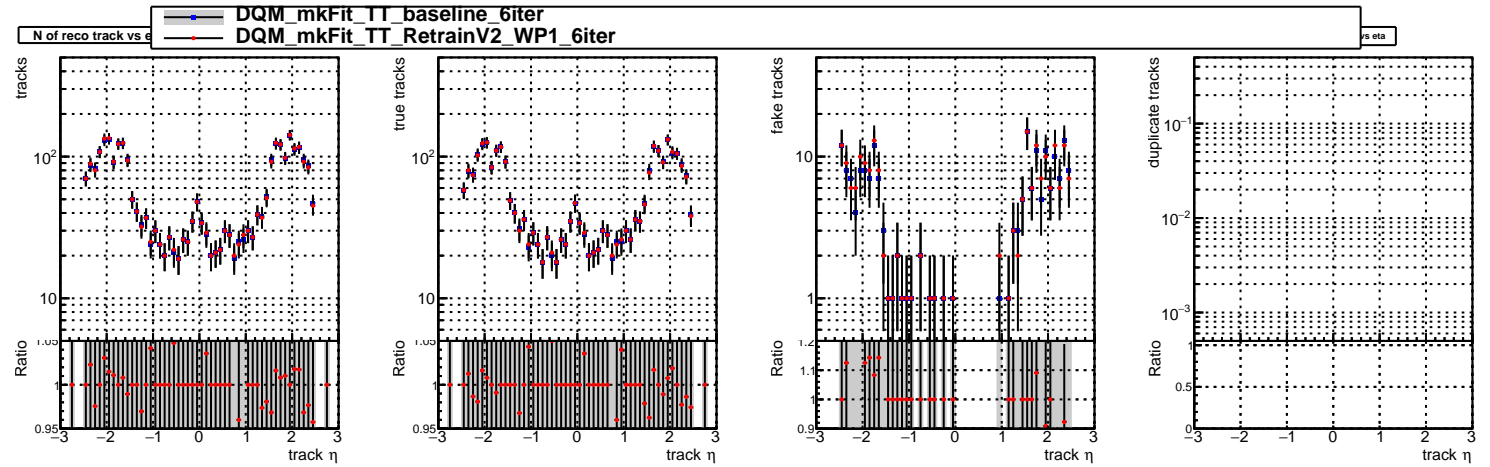 DQM_mkFit_TT_baseline_6iter
DQM_mkFit_TT_RetrainV2_WP1_6iter
N of reco track vs e
vs eta
tracks
10²
10
Ratio
1.05
1
0.95
−3 −2 −1 0 1 2 3
track η
true tracks
10²
10
Ratio
1.05
1
0.95
−3 −2 −1 0 1 2 3
track η
fake tracks
10
1
Ratio
1.2
1.1
1
0.9
−3 −2 −1 0 1 2 3
track η
duplicate tracks
10⁻¹
10⁻²
10⁻³
Ratio
1
0.5
0
−3 −2 −1 0 1 2 3
track η